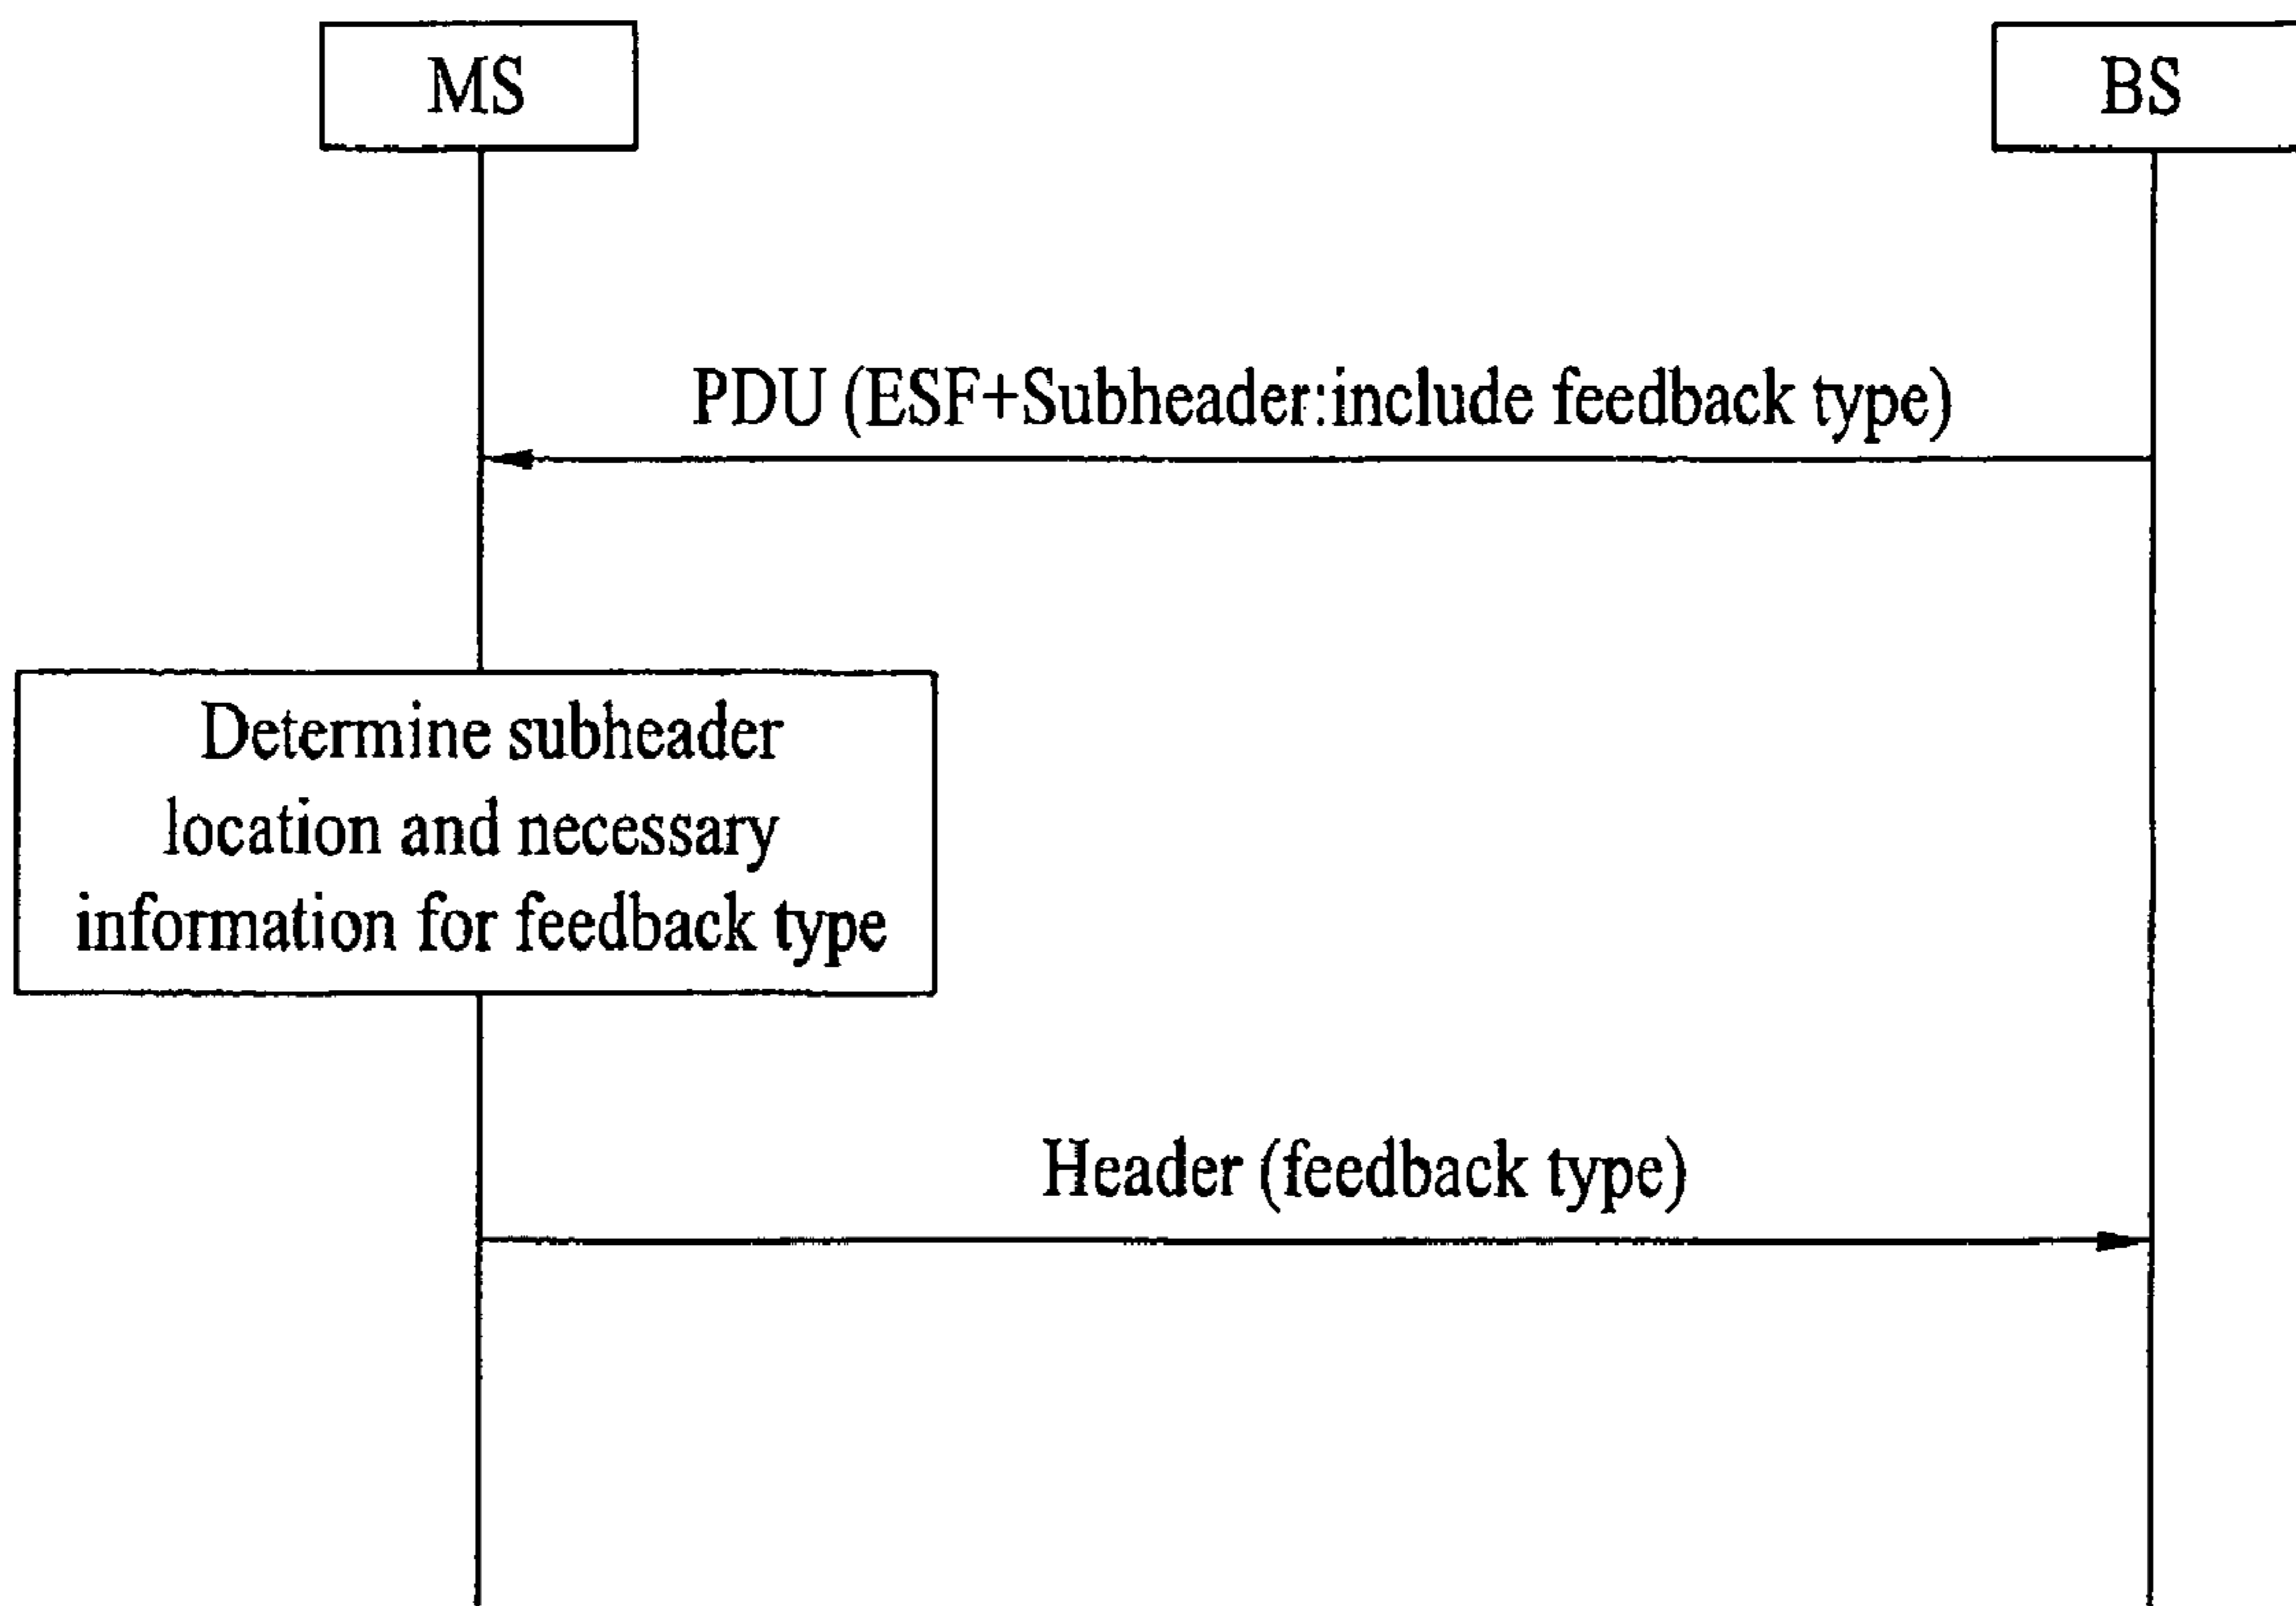 MS
BS
PDU (ESF+Subheader:include feedback type)
Determine subheader
location and necessary
information for feedback type
Header (feedback type)